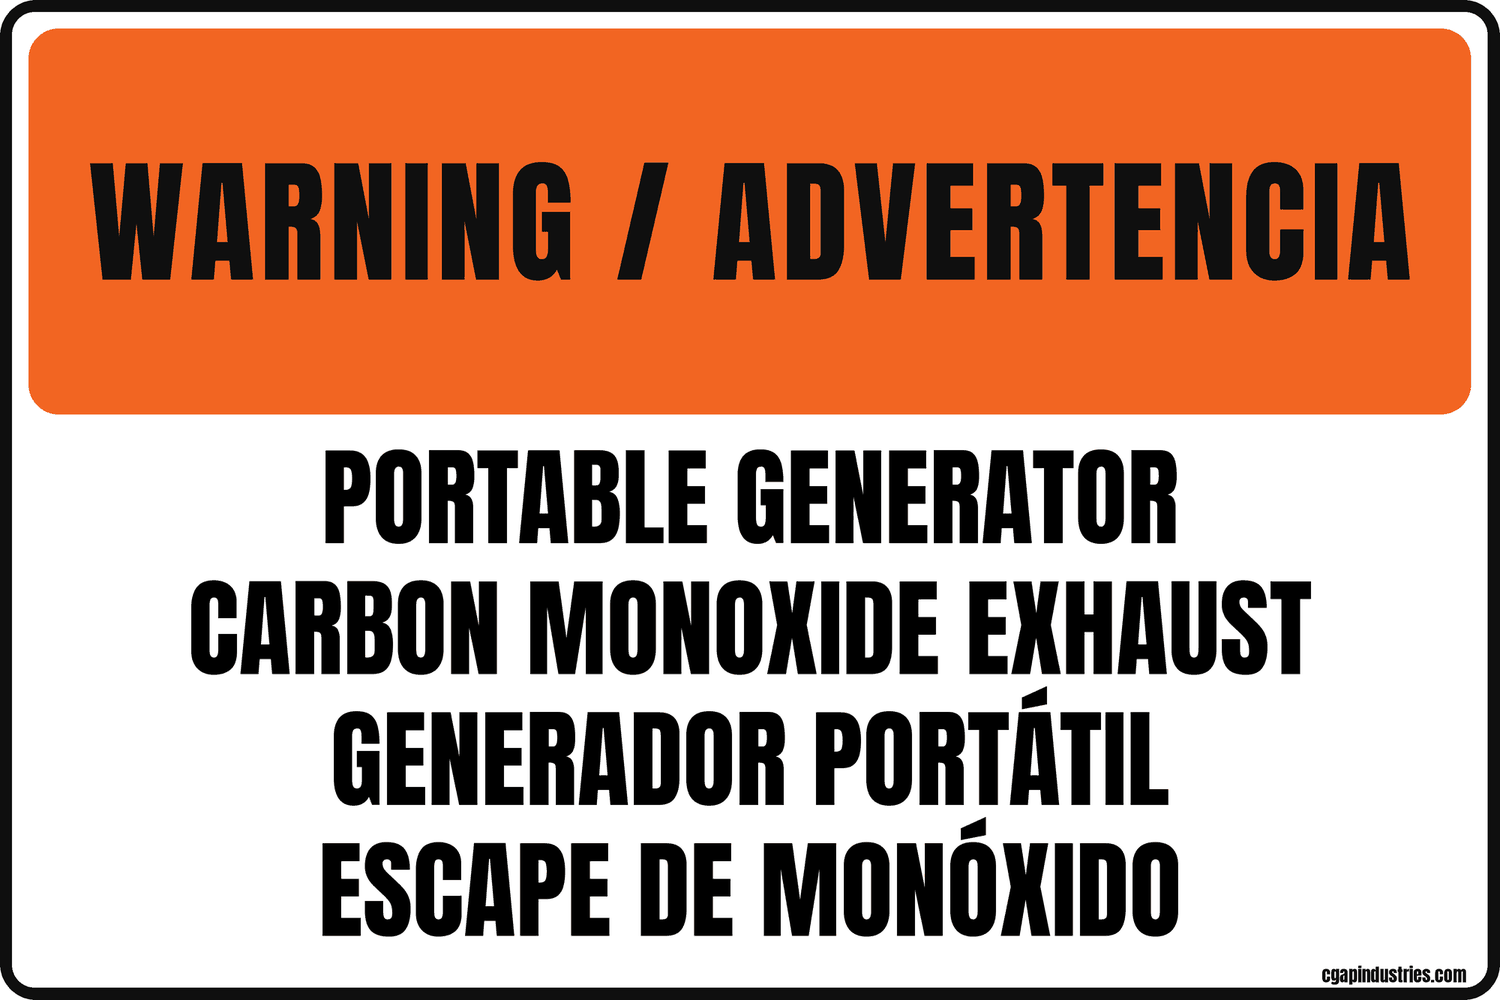 WARNING / ADVERTENCIA
PORTABLE GENERATOR
CARBON MONOXIDE EXHAUST
GENERADOR PORTÁTIL
ESCAPE DE MONÓXIDO
cgapindustries.com